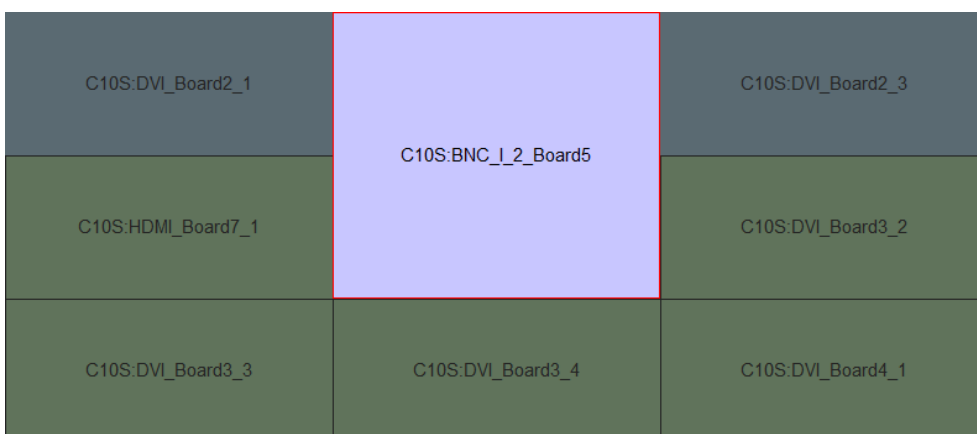 C10S:DVI_Board2_1
C10S:BNC_I_2_Board5
C10S:DVI_Board2_3
C10S:HDMI_Board7_1
C10S:DVI_Board3_2
C10S:DVI_Board3_3
C10S:DVI_Board3_4
C10S:DVI_Board4_1